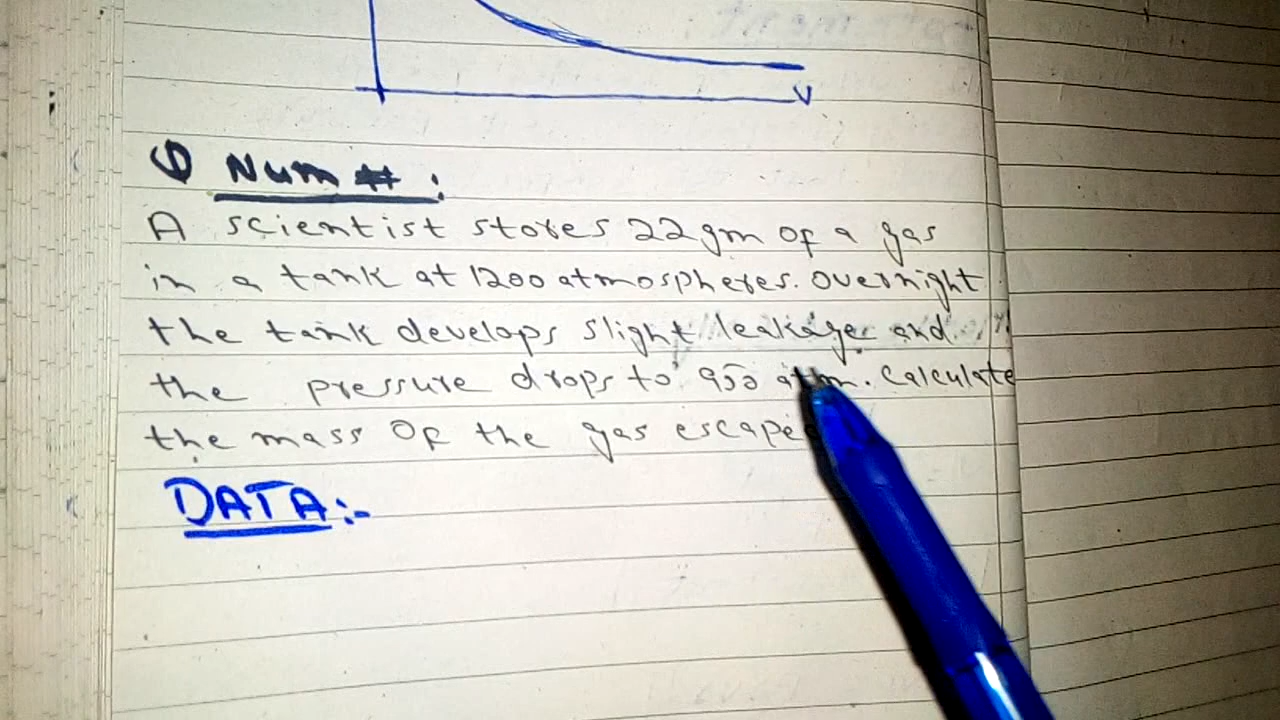 V
Num #:
A scientist stores 22gm of a gas
in a tank at 1200 atmospheres. overnight
the tank develops slight leakage and
the pressure drops to 950 atm. Calculate
the mass of the gas escape
DATA:-